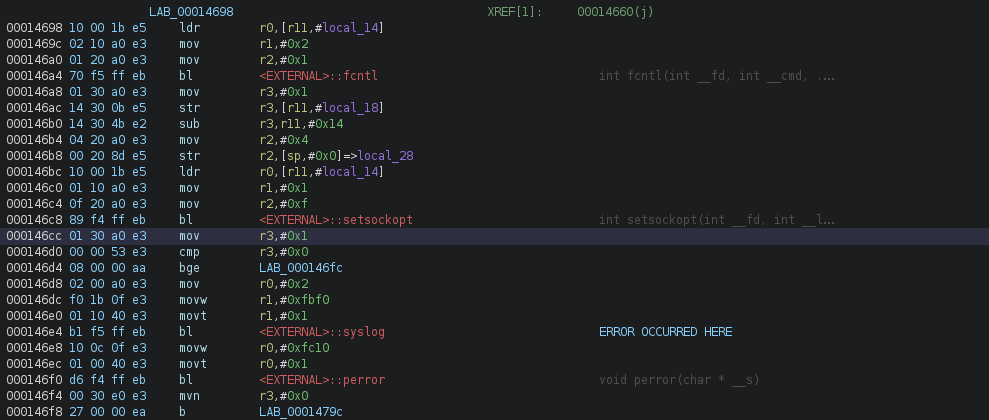 LAB_00014698 XREF[1]: 00014660(j)
00014698 10 00 1b e5 ldr r0,[r11,#local_14]
0001469c 02 10 a0 e3 mov r1,#0x2
000146a0 01 20 a0 e3 mov r2,#0x1
000146a4 70 f5 ff eb bl <EXTERNAL>::fcntl int fcntl(int __fd, int __cmd, ...
000146a8 01 30 a0 e3 mov r3,#0x1
000146ac 14 30 0b e5 str r3,[r11,#local_18]
000146b0 14 30 4b e2 sub r3,r11,#0x14
000146b4 04 20 a0 e3 mov r2,#0x4
000146b8 00 20 8d e5 str r2,[sp,#0x0]=>local_28
000146bc 10 00 1b e5 ldr r0,[r11,#local_14]
000146c0 01 10 a0 e3 mov r1,#0x1
000146c4 0f 20 a0 e3 mov r2,#0xf
000146c8 89 f4 ff eb bl <EXTERNAL>::setsockopt int setsockopt(int __fd, int __l...
000146cc 01 30 a0 e3 mov r3,#0x1
000146d0 00 00 53 e3 cmp r3,#0x0
000146d4 08 00 00 aa bge LAB_000146fc
000146d8 02 00 a0 e3 mov r0,#0x2
000146dc f0 1b 0f e3 movw r1,#0xfbf0
000146e0 01 10 40 e3 movt r1,#0x1
000146e4 b1 f5 ff eb bl <EXTERNAL>::syslog ERROR OCCURRED HERE
000146e8 10 0c 0f e3 movw r0,#0xfc10
000146ec 01 00 40 e3 movt r0,#0x1
000146f0 d6 f4 ff eb bl <EXTERNAL>::perror void perror(char * __s)
000146f4 00 30 e0 e3 mvn r3,#0x0
000146f8 27 00 00 ea b LAB_0001479c